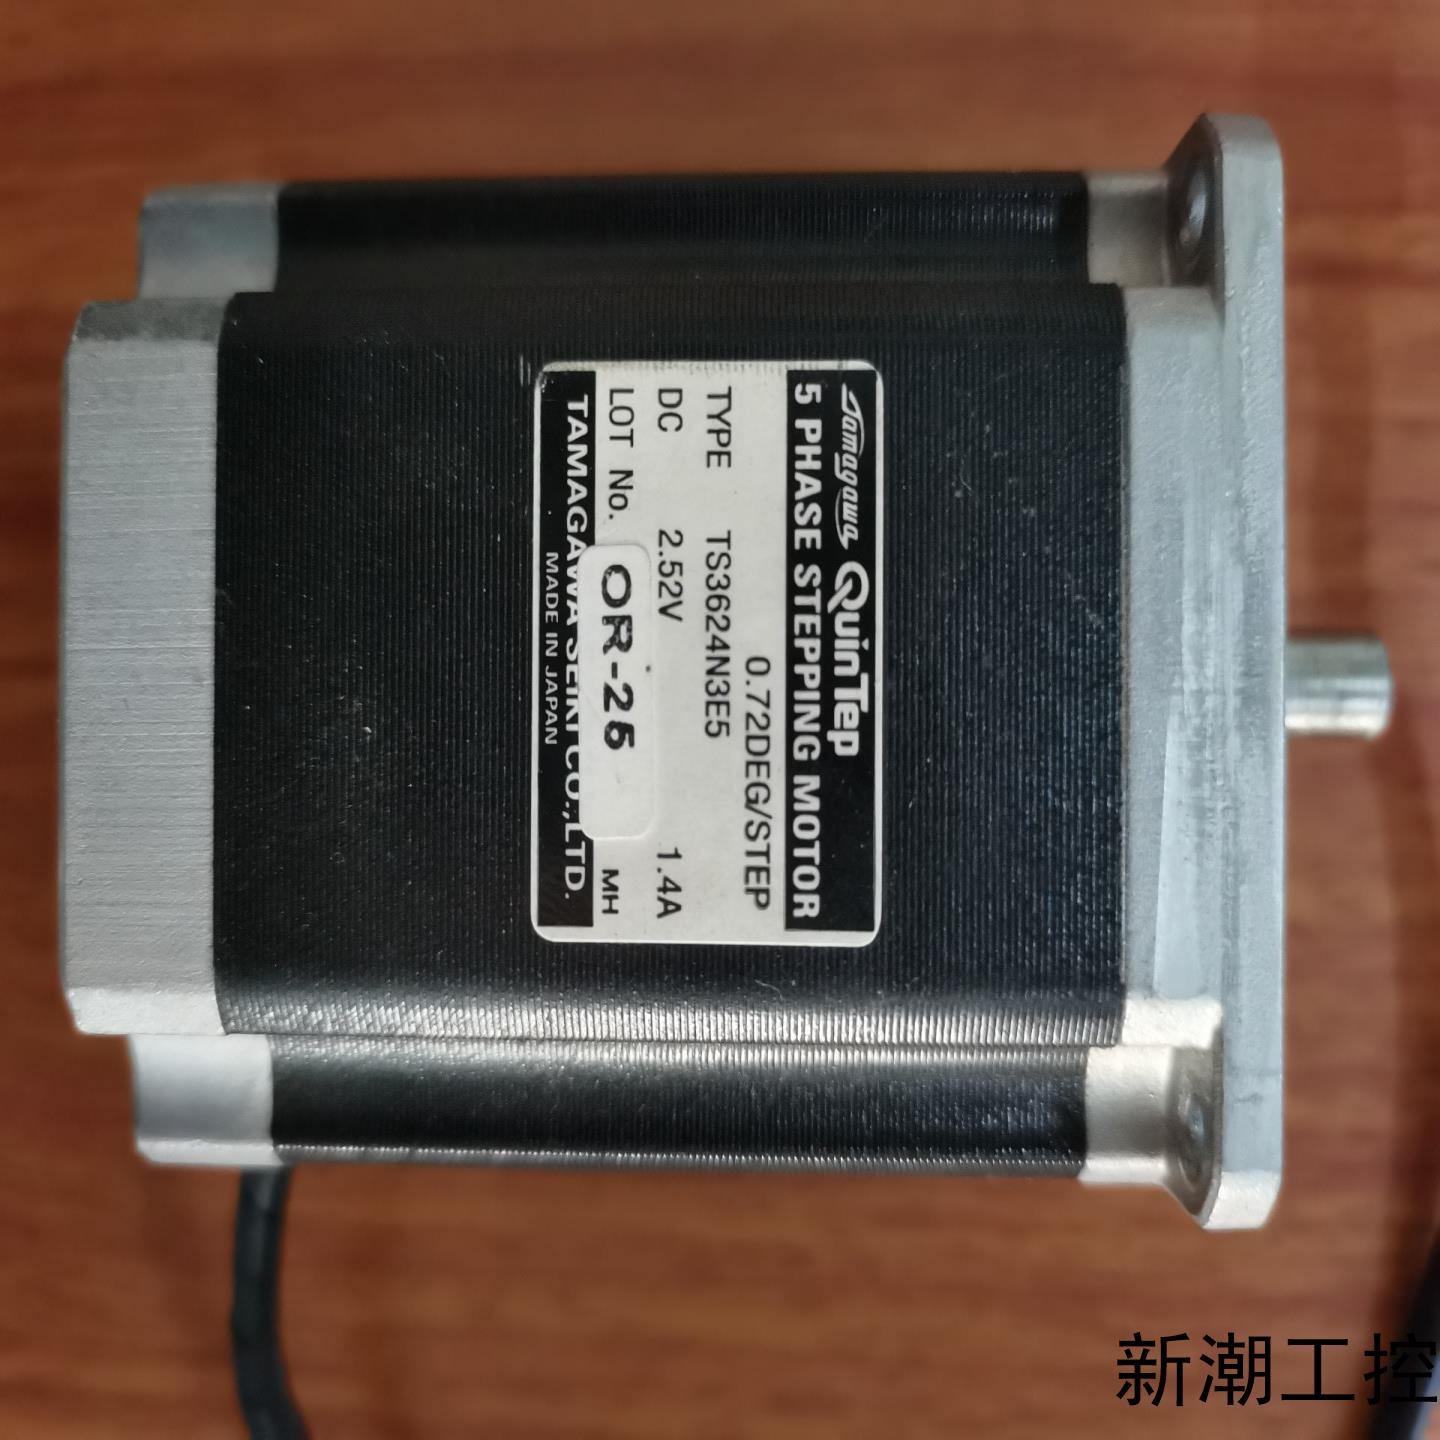 Tamagawa QuinTep
5 PHASE STEPPING MOTOR
0.72DEG/STEP
TYPE TS3624N3E5
DC 2.52V 1.4A
LOT No. OR-25 MH
TAMAGAWA SEIKI CO.,LTD.
MADE IN JAPAN
新潮工控